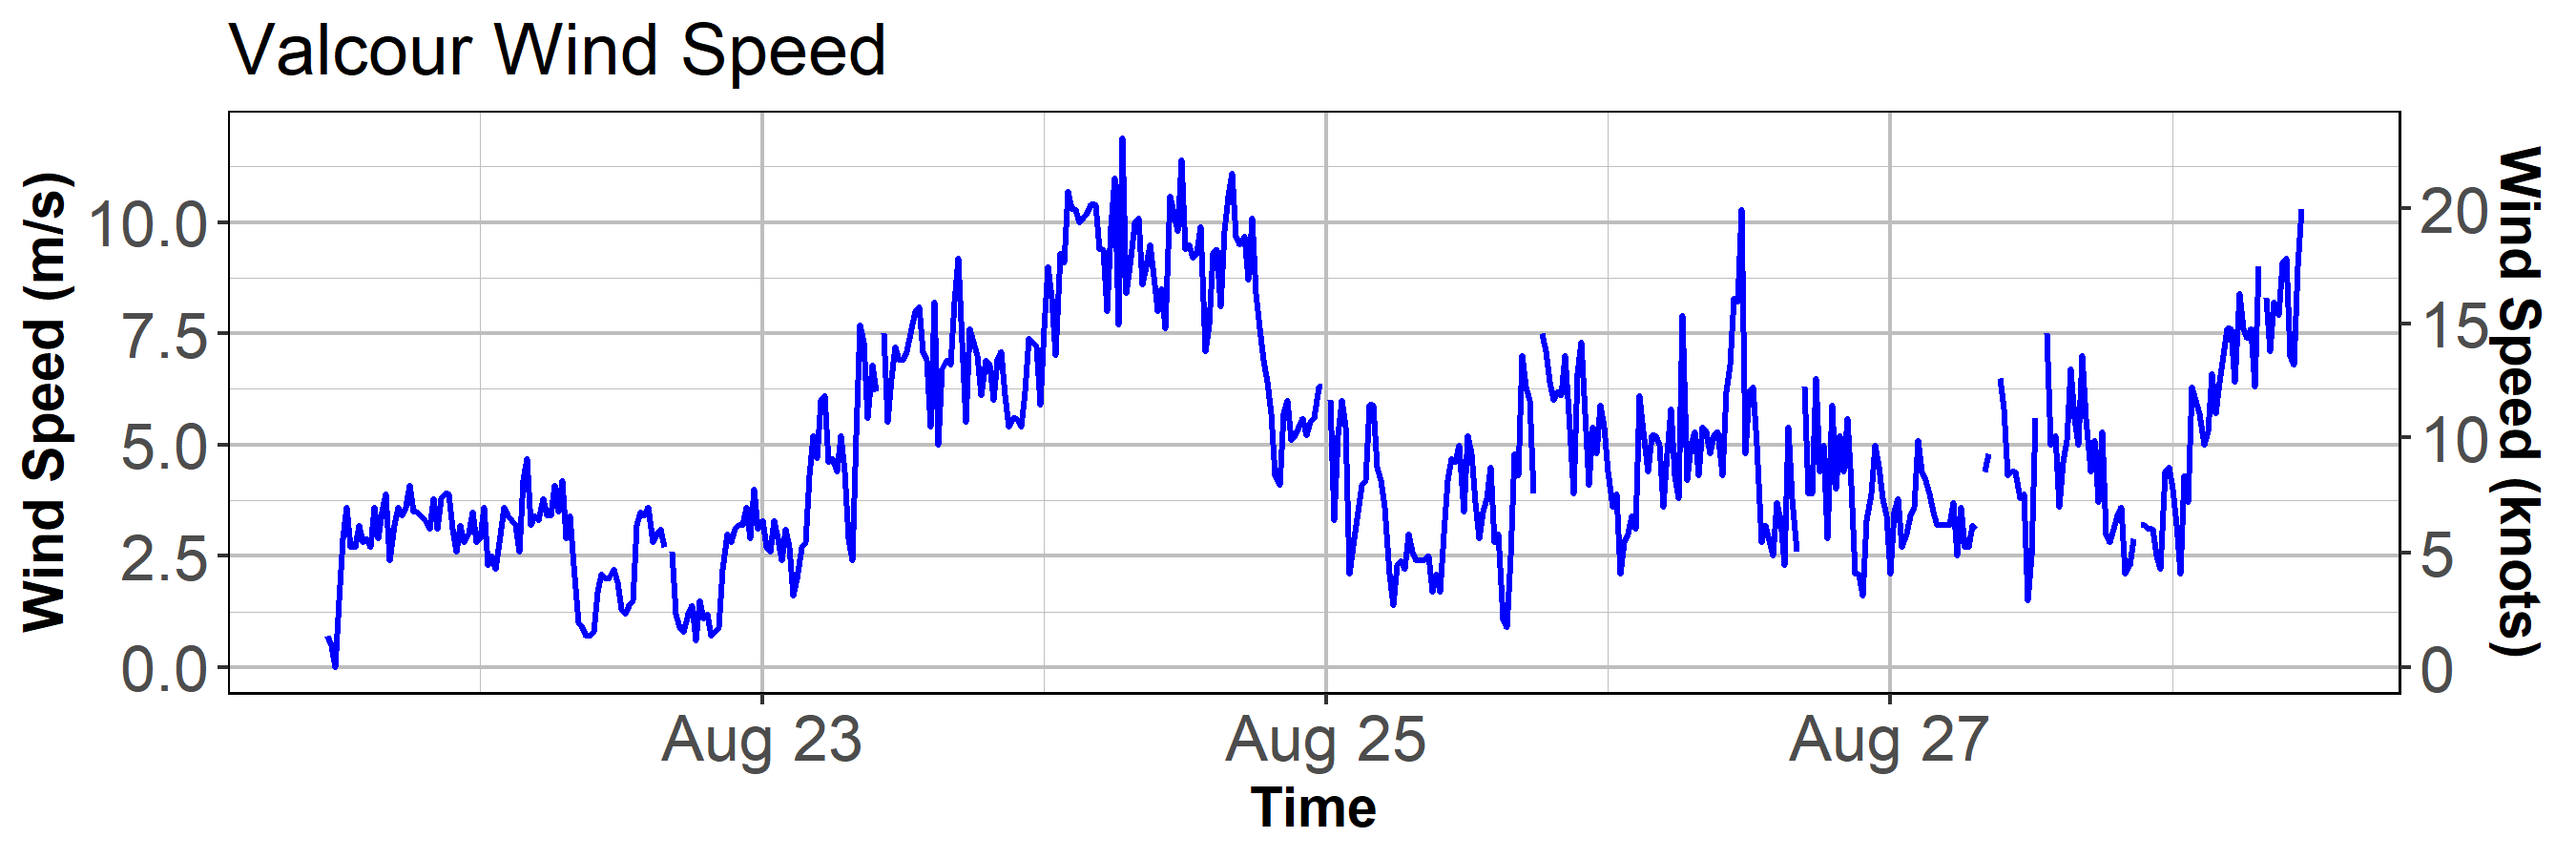 Valcour Wind Speed
Wind Speed (m/s)
10.0
7.5
5.0
2.5
0.0
20
15
10
5
0
Wind Speed (knots)
Aug 23
Aug 25
Aug 27
Time